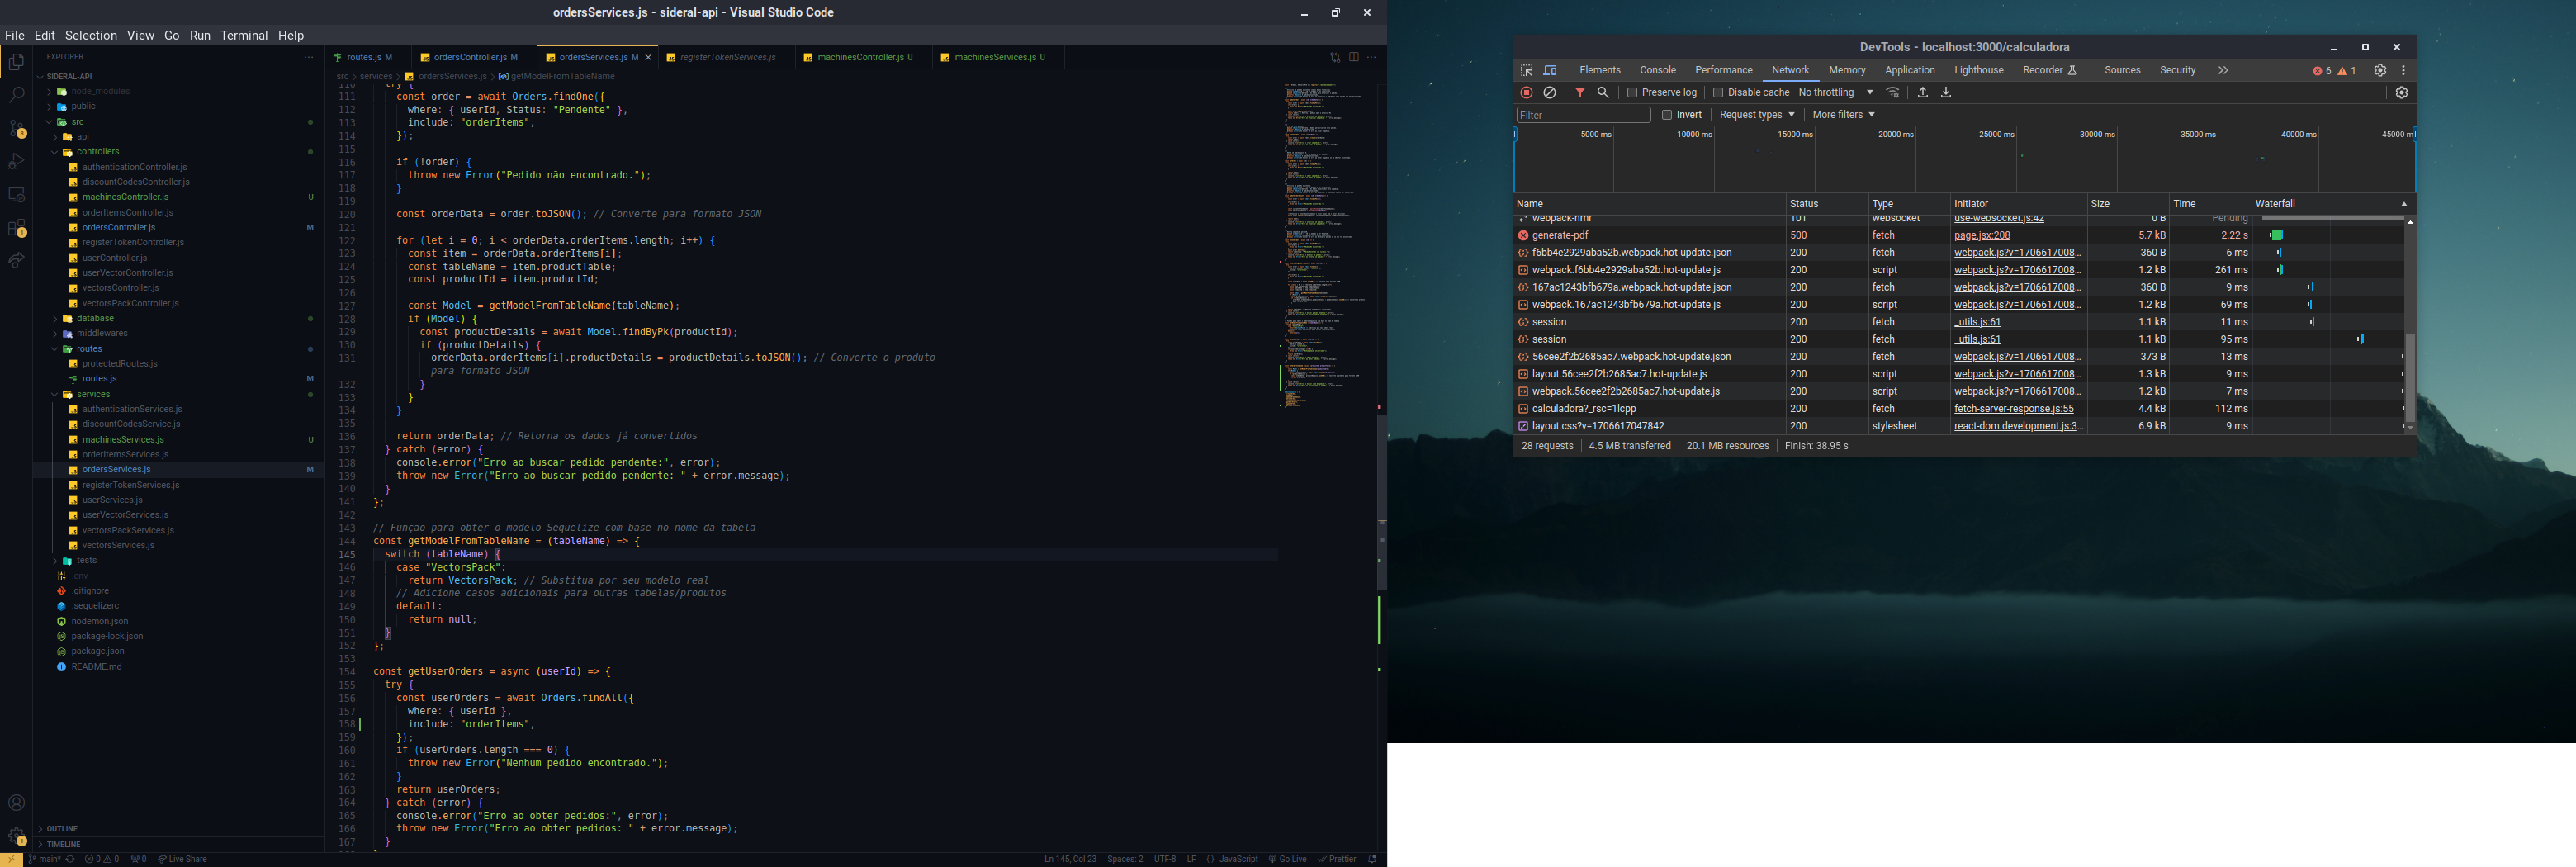 ordersServices.js - sideral-api - Visual Studio Code
File Edit Selection View Go Run Terminal Help
EXPLORER
SIDERAL-API
node_modules
public
src
api
controllers
authenticationController.js
discountCodesController.js
machinesController.js U
orderItemsController.js
ordersController.js M
registerTokenController.js
userController.js
userVectorController.js
vectorsController.js
vectorsPackController.js
database
middlewares
routes
protectedRoutes.js
routes.js M
services
authenticationServices.js
discountCodesService.js
machinesServices.js U
orderItemsServices.js
ordersServices.js M
registerTokenServices.js
userServices.js
userVectorServices.js
vectorsPackServices.js
vectorsServices.js
tests
.env
.gitignore
.sequelizerc
nodemon.json
package-lock.json
package.json
README.md
OUTLINE
TIMELINE
routes.js M ordersController.js M ordersServices.js M registerTokenServices.js machinesController.js U machinesServices.js U
src > services > ordersServices.js > getModelFromTableName
110 try {
111 const order = await Orders.findOne({
112 where: { userId, Status: "Pendente" },
113 include: "orderItems",
114 });
115
116 if (!order) {
117 throw new Error("Pedido não encontrado.");
118 }
119
120 const orderData = order.toJSON(); // Converte para formato JSON
121
122 for (let i = 0; i < orderData.orderItems.length; i++) {
123 const item = orderData.orderItems[i];
124 const tableName = item.productTable;
125 const productId = item.productId;
126
127 const Model = getModelFromTableName(tableName);
128 if (Model) {
129 const productDetails = await Model.findByPk(productId);
130 if (productDetails) {
131 orderData.orderItems[i].productDetails = productDetails.toJSON(); // Converte o produto
para formato JSON
132 }
133 }
134 }
135
136 return orderData; // Retorna os dados já convertidos
137 } catch (error) {
138 console.error("Erro ao buscar pedido pendente:", error);
139 throw new Error("Erro ao buscar pedido pendente: " + error.message);
140 }
141 };
142
143 // Função para obter o modelo Sequelize com base no nome da tabela
144 const getModelFromTableName = (tableName) => {
145 switch (tableName) {
146 case "VectorsPack":
147 return VectorsPack; // Substitua por seu modelo real
148 // Adicione casos adicionais para outras tabelas/produtos
149 default:
150 return null;
151 }
152 };
153
154 const getUserOrders = async (userId) => {
155 try {
156 const userOrders = await Orders.findAll({
157 where: { userId },
158 include: "orderItems",
159 });
160 if (userOrders.length === 0) {
161 throw new Error("Nenhum pedido encontrado.");
162 }
163 return userOrders;
164 } catch (error) {
165 console.error("Erro ao obter pedidos:", error);
166 throw new Error("Erro ao obter pedidos: " + error.message);
167 }
main* 0 0 0 Live Share Ln 145, Col 23 Spaces: 2 UTF-8 LF {} JavaScript Go Live Prettier
DevTools - localhost:3000/calculadora
Elements Console Performance Network Memory Application Lighthouse Recorder Sources Security 6 1
Preserve log Disable cache No throttling
Filter Invert Request types More filters
5000 ms 10000 ms 15000 ms 20000 ms 25000 ms 30000 ms 35000 ms 40000 ms 45000 m
Name Status Type Initiator Size Time Waterfall
webpack-hmr 101 websocket use-websocket.js:42 0 B Pending
generate-pdf 500 fetch page.jsx:208 5.7 kB 2.22 s
f6bb4e2929aba52b.webpack.hot-update.json 200 fetch webpack.js?v=1706617008... 360 B 6 ms
webpack.f6bb4e2929aba52b.hot-update.js 200 script webpack.js?v=1706617008... 1.2 kB 261 ms
167ac1243bfb679a.webpack.hot-update.json 200 fetch webpack.js?v=1706617008... 360 B 9 ms
webpack.167ac1243bfb679a.hot-update.js 200 script webpack.js?v=1706617008... 1.2 kB 69 ms
session 200 fetch _utils.js:61 1.1 kB 11 ms
session 200 fetch _utils.js:61 1.1 kB 95 ms
56cee2f2b2685ac7.webpack.hot-update.json 200 fetch webpack.js?v=1706617008... 373 B 13 ms
layout.56cee2f2b2685ac7.hot-update.js 200 script webpack.js?v=1706617008... 1.3 kB 9 ms
webpack.56cee2f2b2685ac7.hot-update.js 200 script webpack.js?v=1706617008... 1.2 kB 7 ms
calculadora?_rsc=1lcpp 200 fetch fetch-server-response.js:55 4.4 kB 112 ms
layout.css?v=1706617047842 200 stylesheet react-dom.development.js:3... 6.9 kB 9 ms
28 requests 4.5 MB transferred 20.1 MB resources Finish: 38.95 s